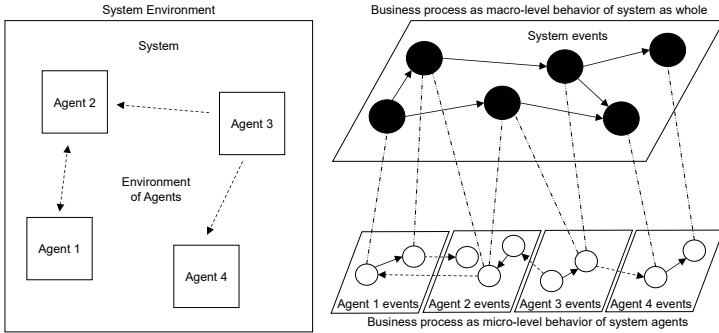 System Environment
System
Agent 2
Agent 3
Environment
of Agents
Agent 1
Agent 4
Business process as macro-level behavior of system as whole
System events
Agent 1 events
Agent 2 events
Agent 3 events
Agent 4 events
Business process as micro-level behavior of system agents